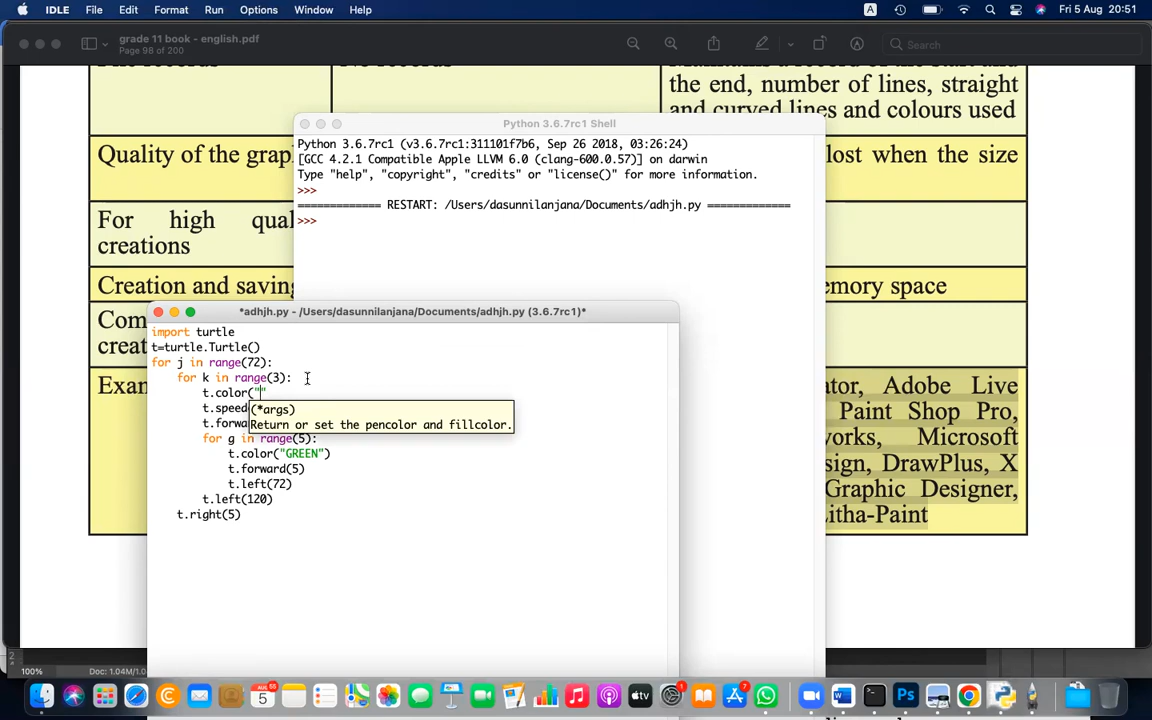 IDLE File Edit Format Run Options Window Help A Fri 5 Aug 20:51
grade 11 book - english.pdf
Page 98 of 200
Search
the end, number of lines, straight
and curved lines and colours used
Quality of the grap
lost when the size
For high qual
creations
Creation and saving
emory space
Com
creat
Exan
ator, Adobe Live
Paint Shop Pro,
works, Microsoft
sign, DrawPlus, X
Graphic Designer,
Litha-Paint
Python 3.6.7rc1 Shell
Python 3.6.7rc1 (v3.6.7rc1:311101f7b6, Sep 26 2018, 03:26:24)
[GCC 4.2.1 Compatible Apple LLVM 6.0 (clang-600.0.57)] on darwin
Type "help", "copyright", "credits" or "license()" for more information.
>>>
============= RESTART: /Users/dasunnilanjana/Documents/adhjh.py =============
>>>
*adhjh.py - /Users/dasunnilanjana/Documents/adhjh.py (3.6.7rc1)*
import turtle
t=turtle.Turtle()
for j in range(72):
for k in range(3):
t.color(""
t.speed
(*args)
t.forwa
Return or set the pencolor and fillcolor.
for g in range(5):
t.color("GREEN")
t.forward(5)
t.left(72)
t.left(120)
t.right(5)
100% Doc: 1.04M/1.04M
AUG 5
tv